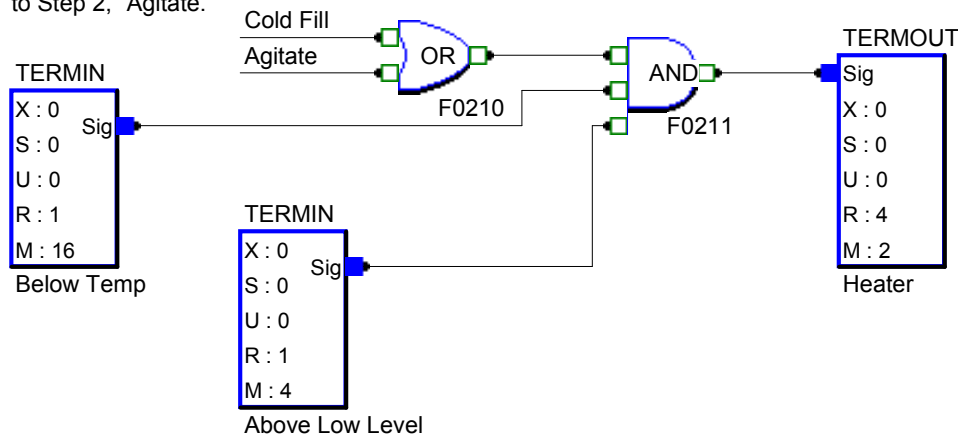 to Step 2, "Agitate."
Cold Fill
Agitate
OR
F0210
AND
F0211
TERMOUT
Sig
X : 0
S : 0
U : 0
R : 4
M : 2
Heater
TERMIN
X : 0
Sig
S : 0
U : 0
R : 1
M : 16
Below Temp
TERMIN
X : 0
Sig
S : 0
U : 0
R : 1
M : 4
Above Low Level